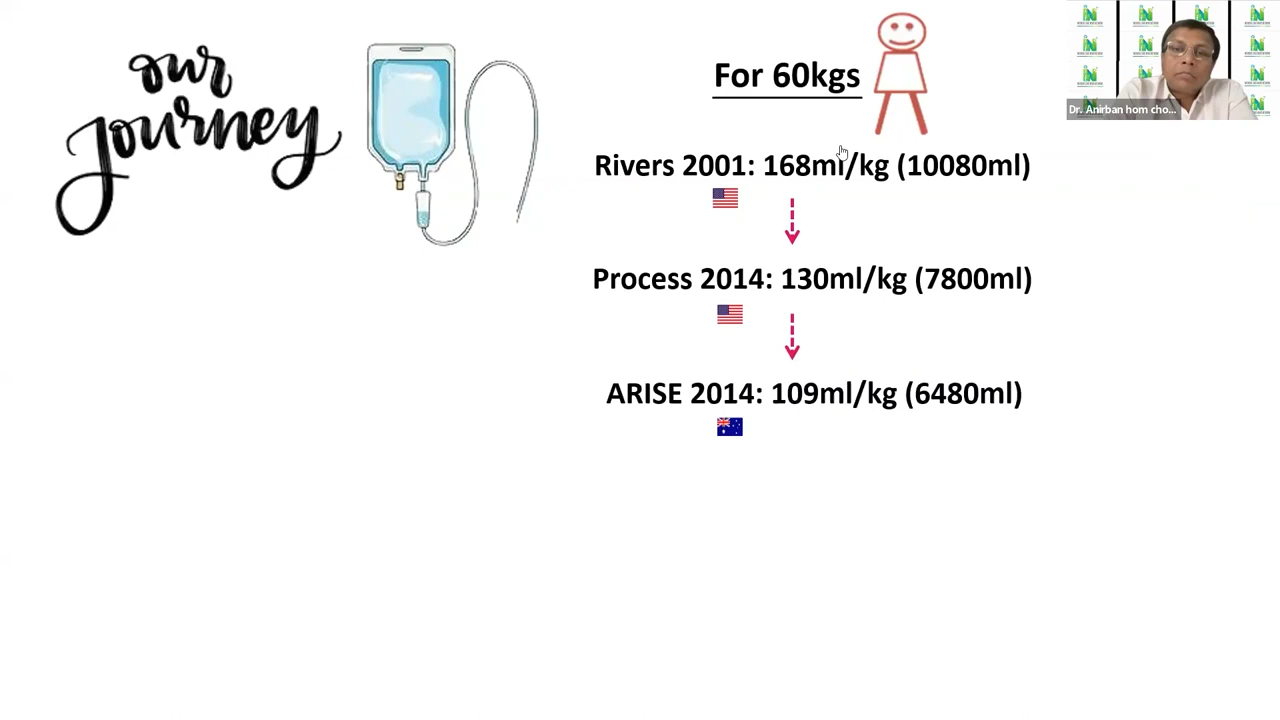 our
journey
For 60kgs
Rivers 2001: 168ml/kg (10080ml)
Process 2014: 130ml/kg (7800ml)
ARISE 2014: 109ml/kg (6480ml)
Dr. Anirban hom cho...